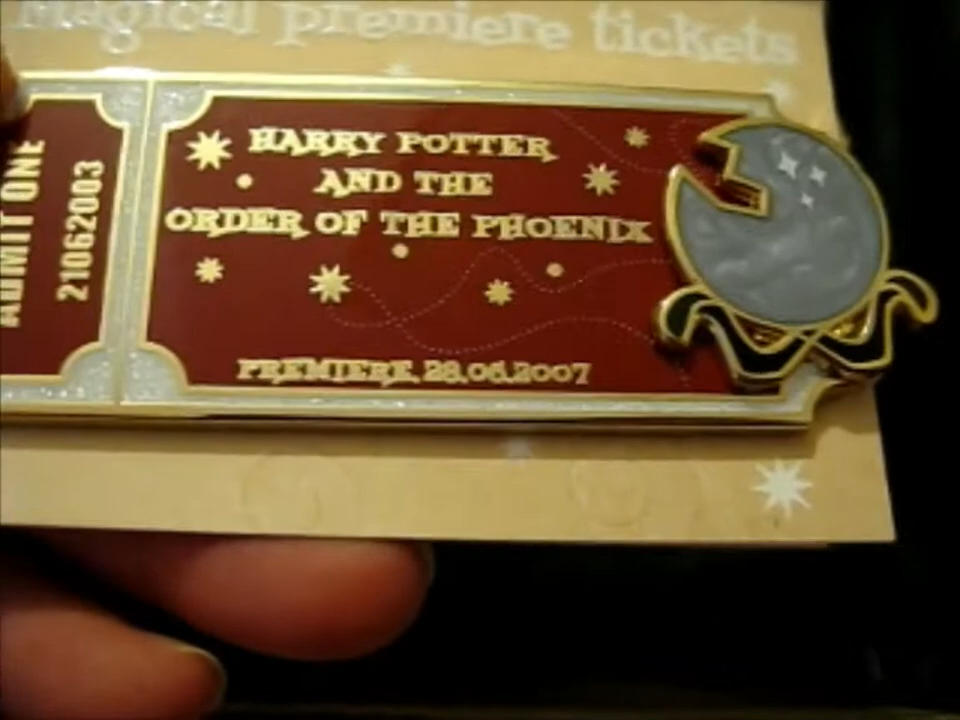 Magical premiere tickets
ADMIT ONE
21062003
HARRY POTTER
AND THE
ORDER OF THE PHOENIX
PREMIERE 28.06.2007